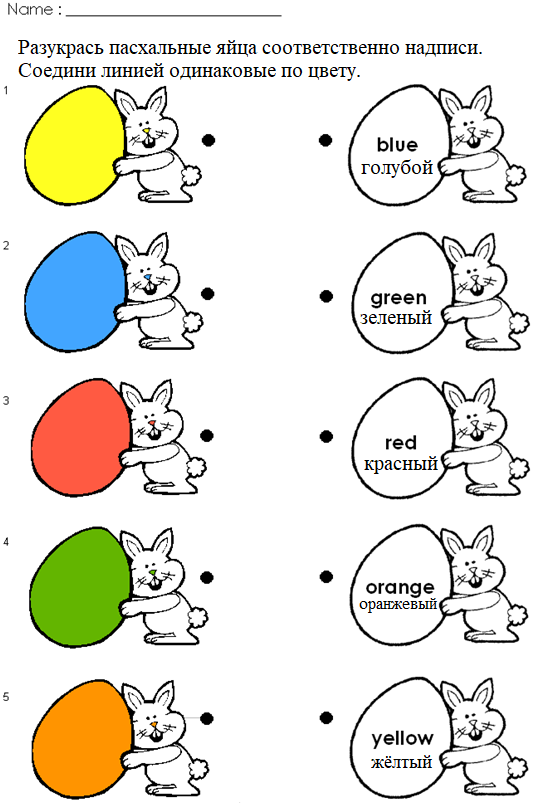 Name : ____________________
Разукрась пасхальные яйца соответственно надписи.
Соедини линией одинаковые по цвету.
1
blue
голубой
2
green
зеленый
3
red
красный
4
orange
оранжевый
5
yellow
жёлтый